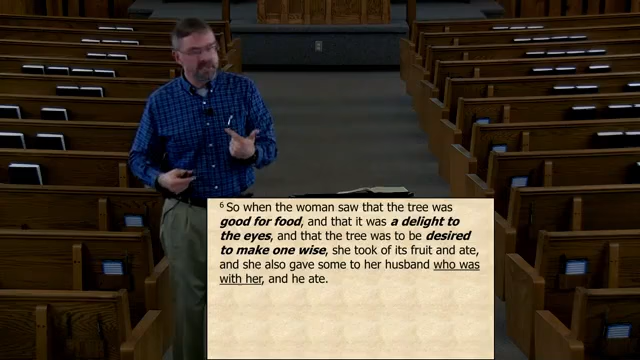 6 So when the woman saw that the tree was
good for food, and that it was a delight to
the eyes, and that the tree was to be desired
to make one wise, she took of its fruit and ate,
and she also gave some to her husband who was
with her, and he ate.